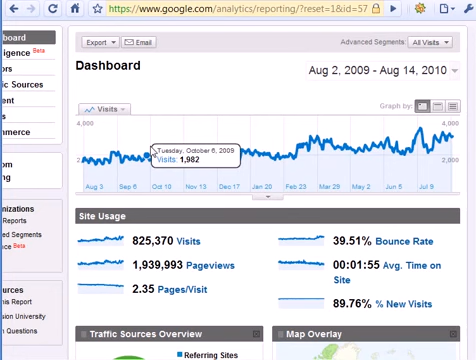 https://www.google.com/analytics/reporting/?reset=1&id=57
board
ligence Beta
ors
ic Sources
ent
s
mmerce
om
ng
nizations
Reports
ed Segments
nce Beta
urces
his Report
sion University
n Questions
Export
Email
Advanced Segments: All Visits
Dashboard
Aug 2, 2009 - Aug 14, 2010
Visits
Graph by:
4,000
4,000
2,000
2,000
Tuesday, October 6, 2009
Visits: 1,982
Aug 3 Sep 6 Oct 10 Nov 13 Dec 17 Jan 20 Feb 23 Mar 29 May 2 Jun 5 Jul 9
Site Usage
825,370 Visits
39.51% Bounce Rate
1,939,993 Pageviews
00:01:55 Avg. Time on Site
2.35 Pages/Visit
89.76% % New Visits
Traffic Sources Overview
Map Overlay
Referring Sites